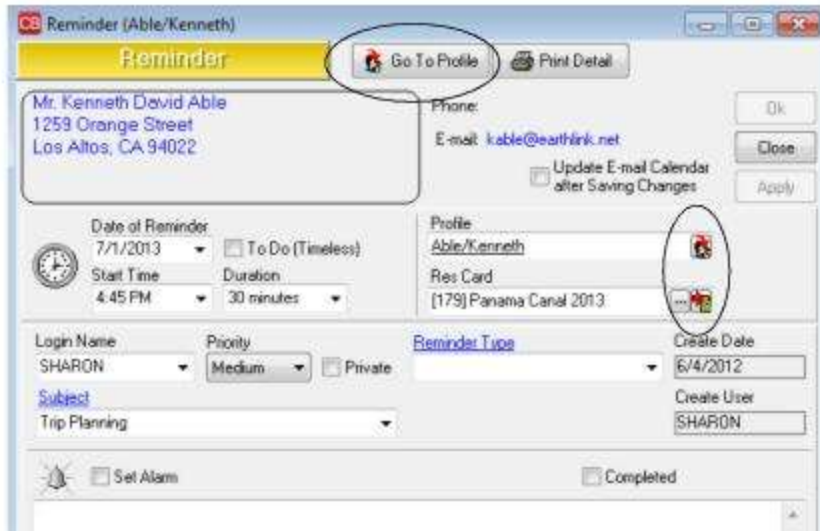 CB Reminder (Able/Kenneth)
Reminder
Go To Profile
Print Detail
Mr. Kenneth David Able
1259 Orange Street
Los Altos, CA 94022
Phone:
E-mail: kable@earthlink.net
Update E-mail Calendar
after Saving Changes
Ok
Close
Apply
Date of Reminder
7/1/2013
To Do (Timeless)
Start Time
Duration
4:45 PM
30 minutes
Profile
Able/Kenneth
Res Card
[179] Panama Canal 2013
...
Login Name
Priority
Reminder Type
Create Date
SHARON
Medium
Private
6/4/2012
Subject
Create User
Trip Planning
SHARON
Set Alarm
Completed